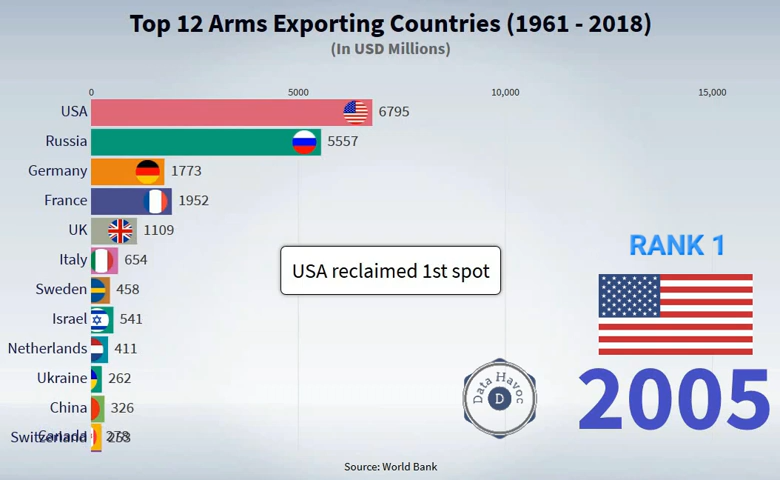 Top 12 Arms Exporting Countries (1961 - 2018)
(In USD Millions)
0 5000 10,000 15,000
USA 6795
Russia 5557
Germany 1773
France 1952
UK 1109
Italy 654
Sweden 458
Israel 541
Netherlands 411
Ukraine 262
China 326
Switzerland
Canada
USA reclaimed 1st spot
RANK 1
2005
Data Havoc
D
Source: World Bank